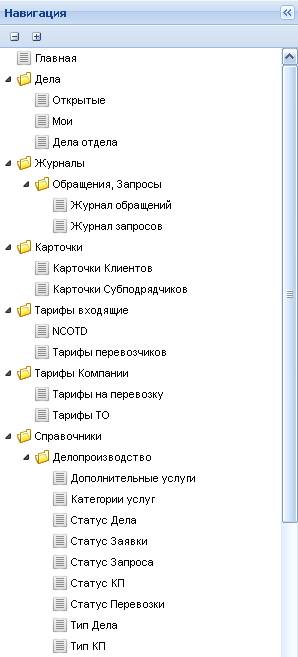 Навигация
Главная
Дела
Открытые
Мои
Дела отдела
Журналы
Обращения, Запросы
Журнал обращений
Журнал запросов
Карточки
Карточки Клиентов
Карточки Субподрядчиков
Тарифы входящие
NCOTD
Тарифы перевозчиков
Тарифы Компании
Тарифы на перевозку
Тарифы ТО
Справочники
Делопроизводство
Дополнительные услуги
Категории услуг
Статус Дела
Статус Заявки
Статус Запроса
Статус КП
Статус Перевозки
Тип Дела
Тип КП